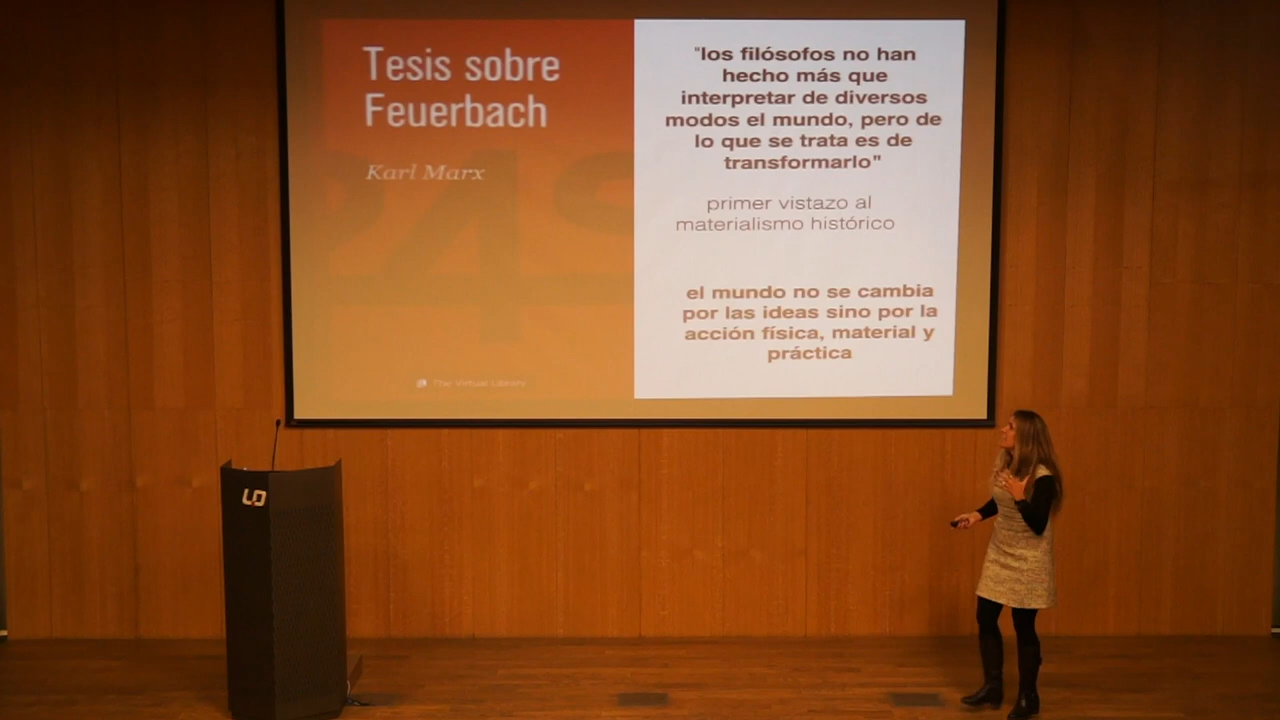 Tesis sobre
Feuerbach
Karl Marx
The Virtual Library
"los filósofos no han
hecho más que
interpretar de diversos
modos el mundo, pero de
lo que se trata es de
transformarlo"
primer vistazo al
materialismo histórico
el mundo no se cambia
por las ideas sino por la
acción física, material y
práctica